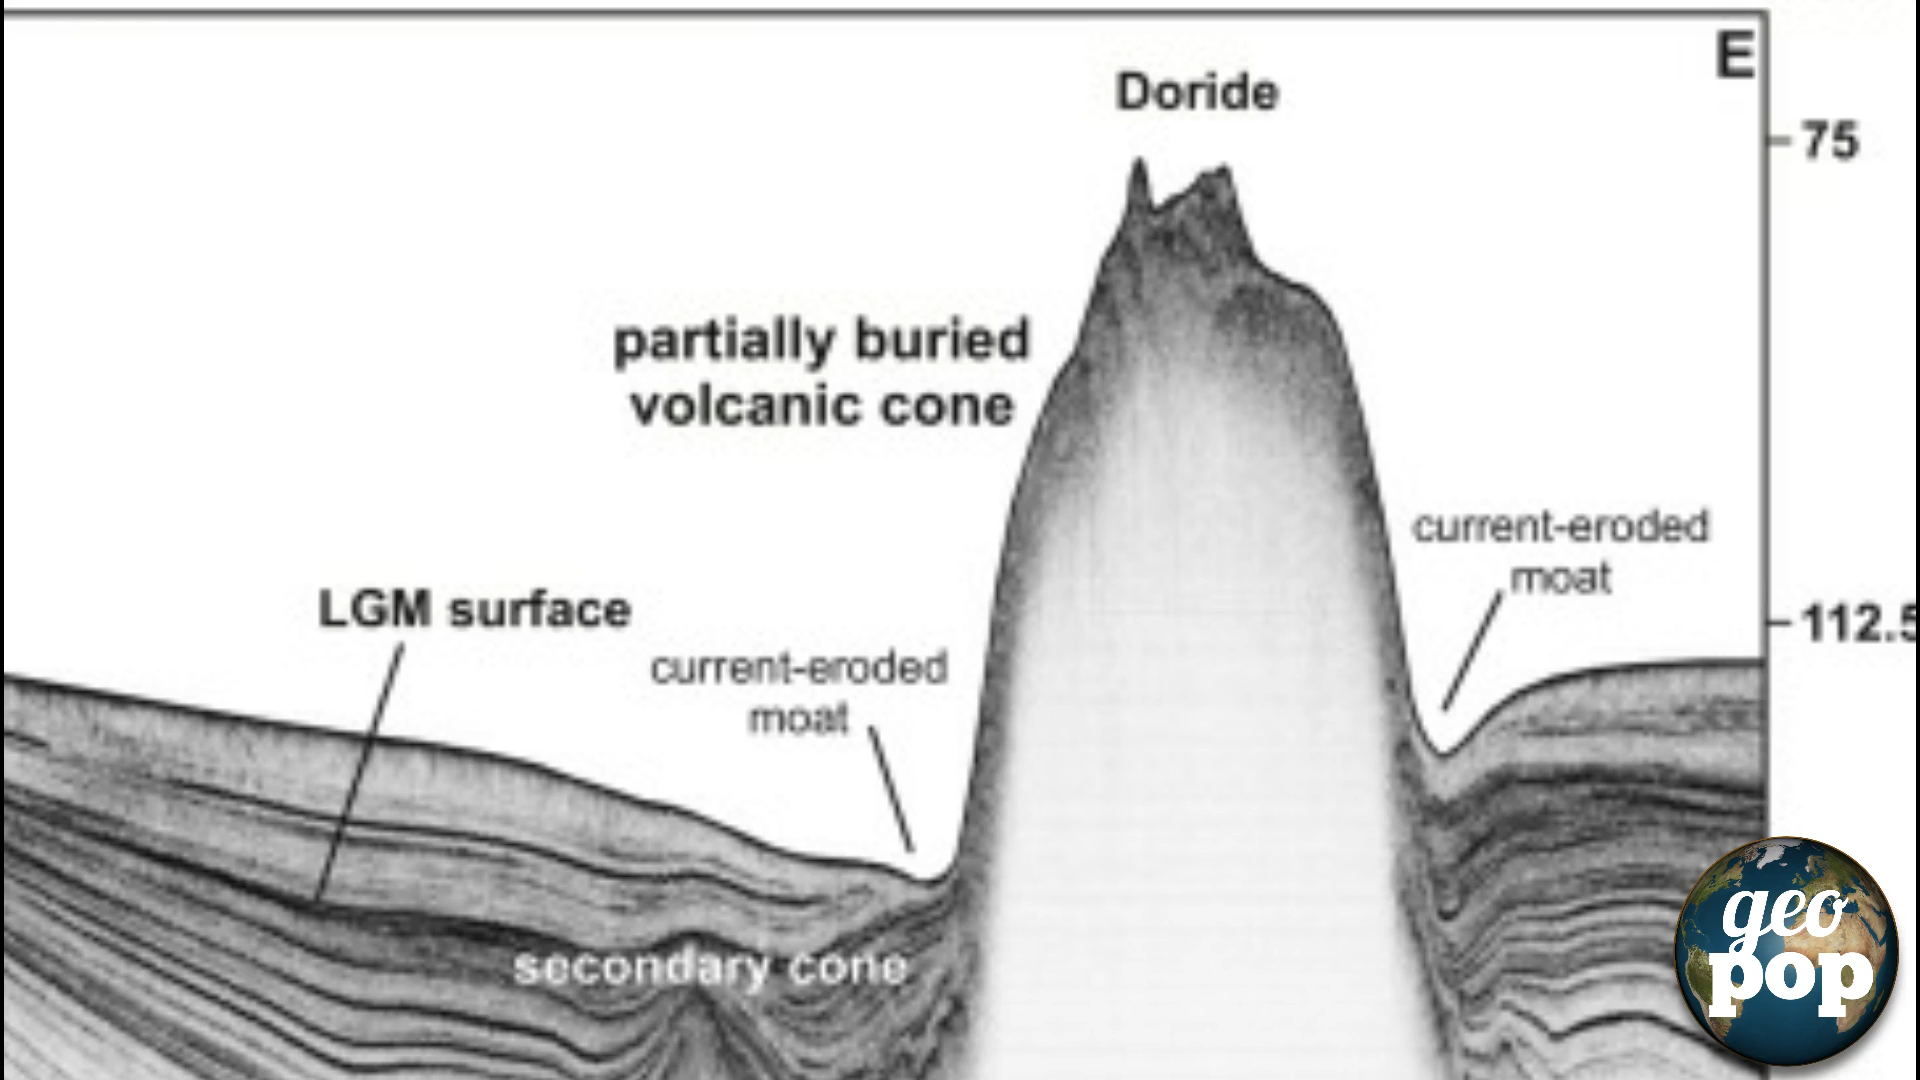 E
Doride
75
partially buried
volcanic cone
current-eroded
moat
LGM surface
112.5
current-eroded
moat
secondary cone
geo
pop